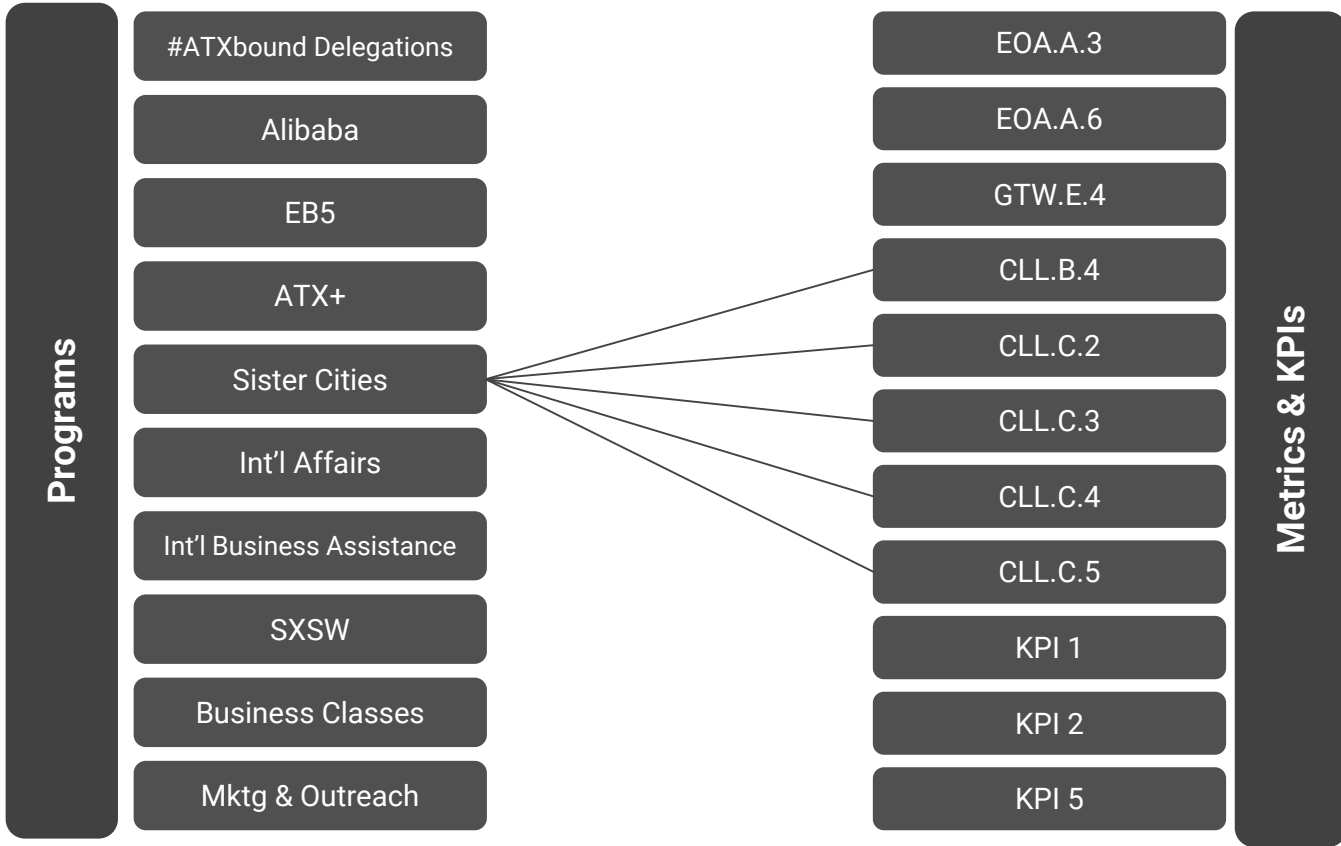 Programs
#ATXbound Delegations
Alibaba
EB5
ATX+
Sister Cities
Int’l Affairs
Int’l Business Assistance
SXSW
Business Classes
Mktg & Outreach
EOA.A.3
EOA.A.6
GTW.E.4
CLL.B.4
CLL.C.2
CLL.C.3
CLL.C.4
CLL.C.5
KPI 1
KPI 2
KPI 5
Metrics & KPIs